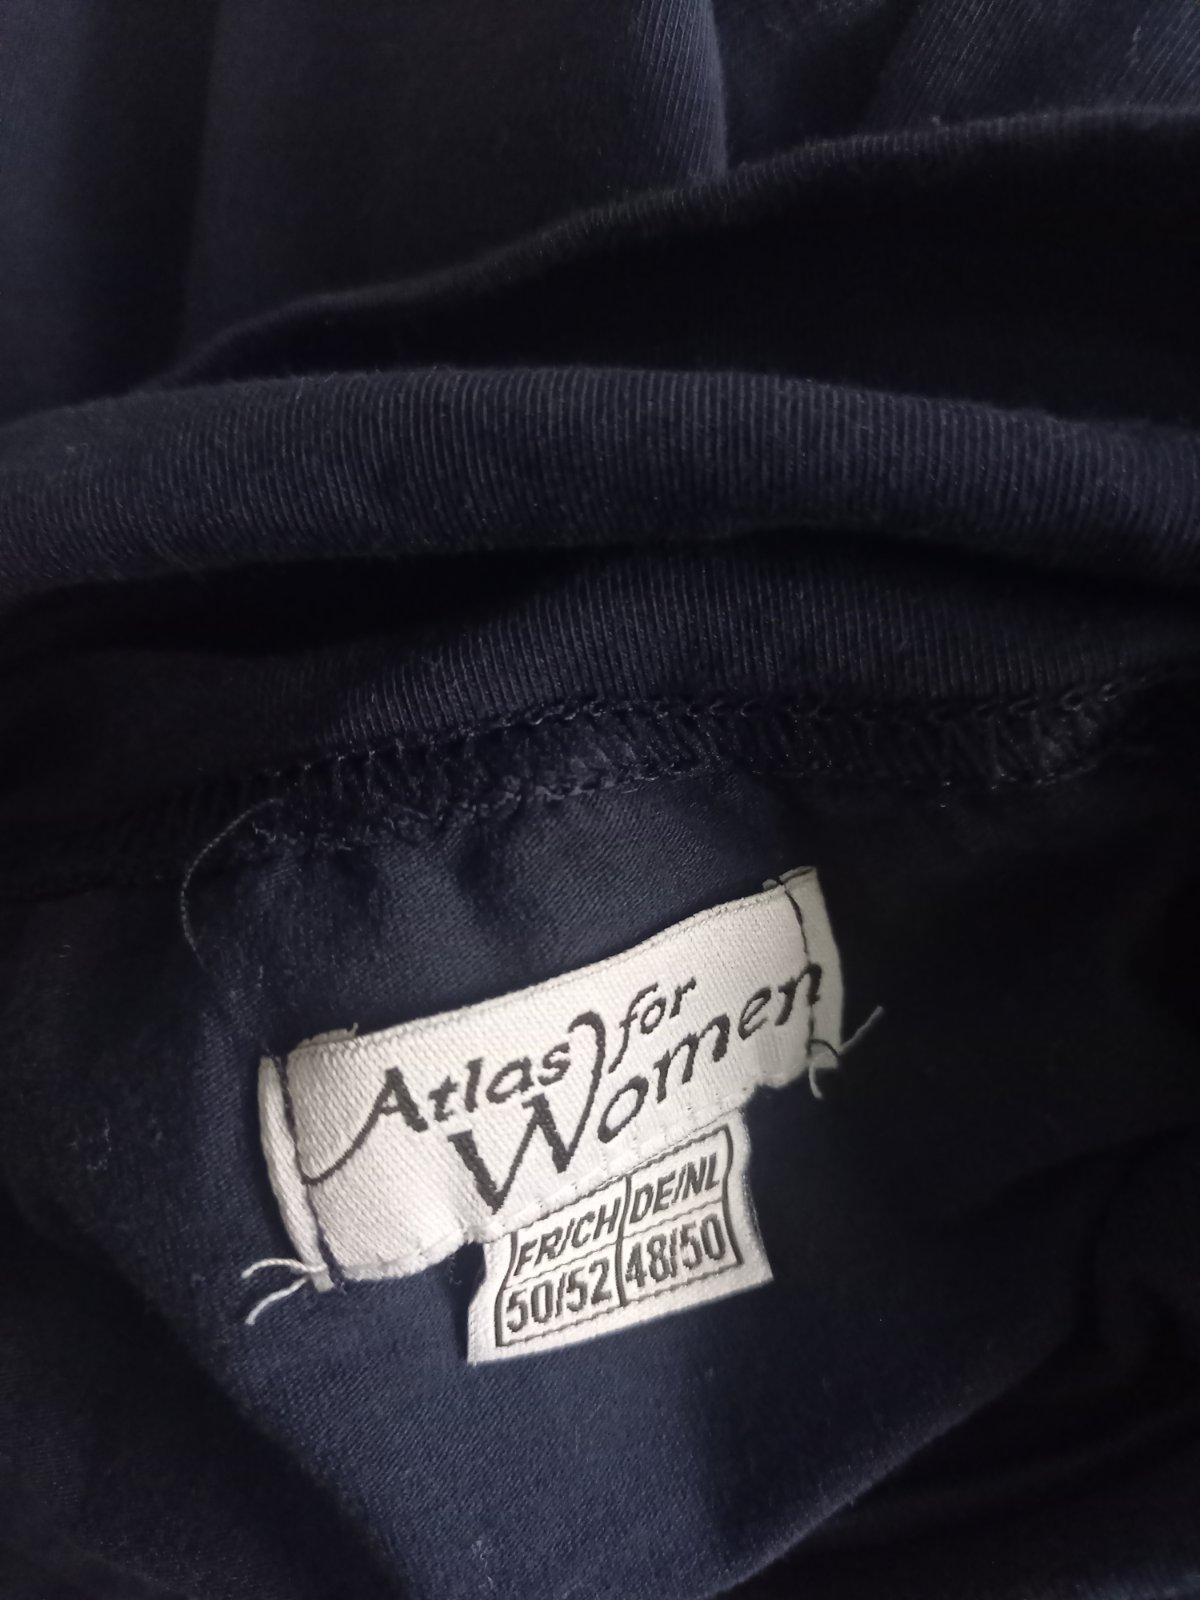 Atlas for
Women
FR/CH DE/NL
50/52 48/50